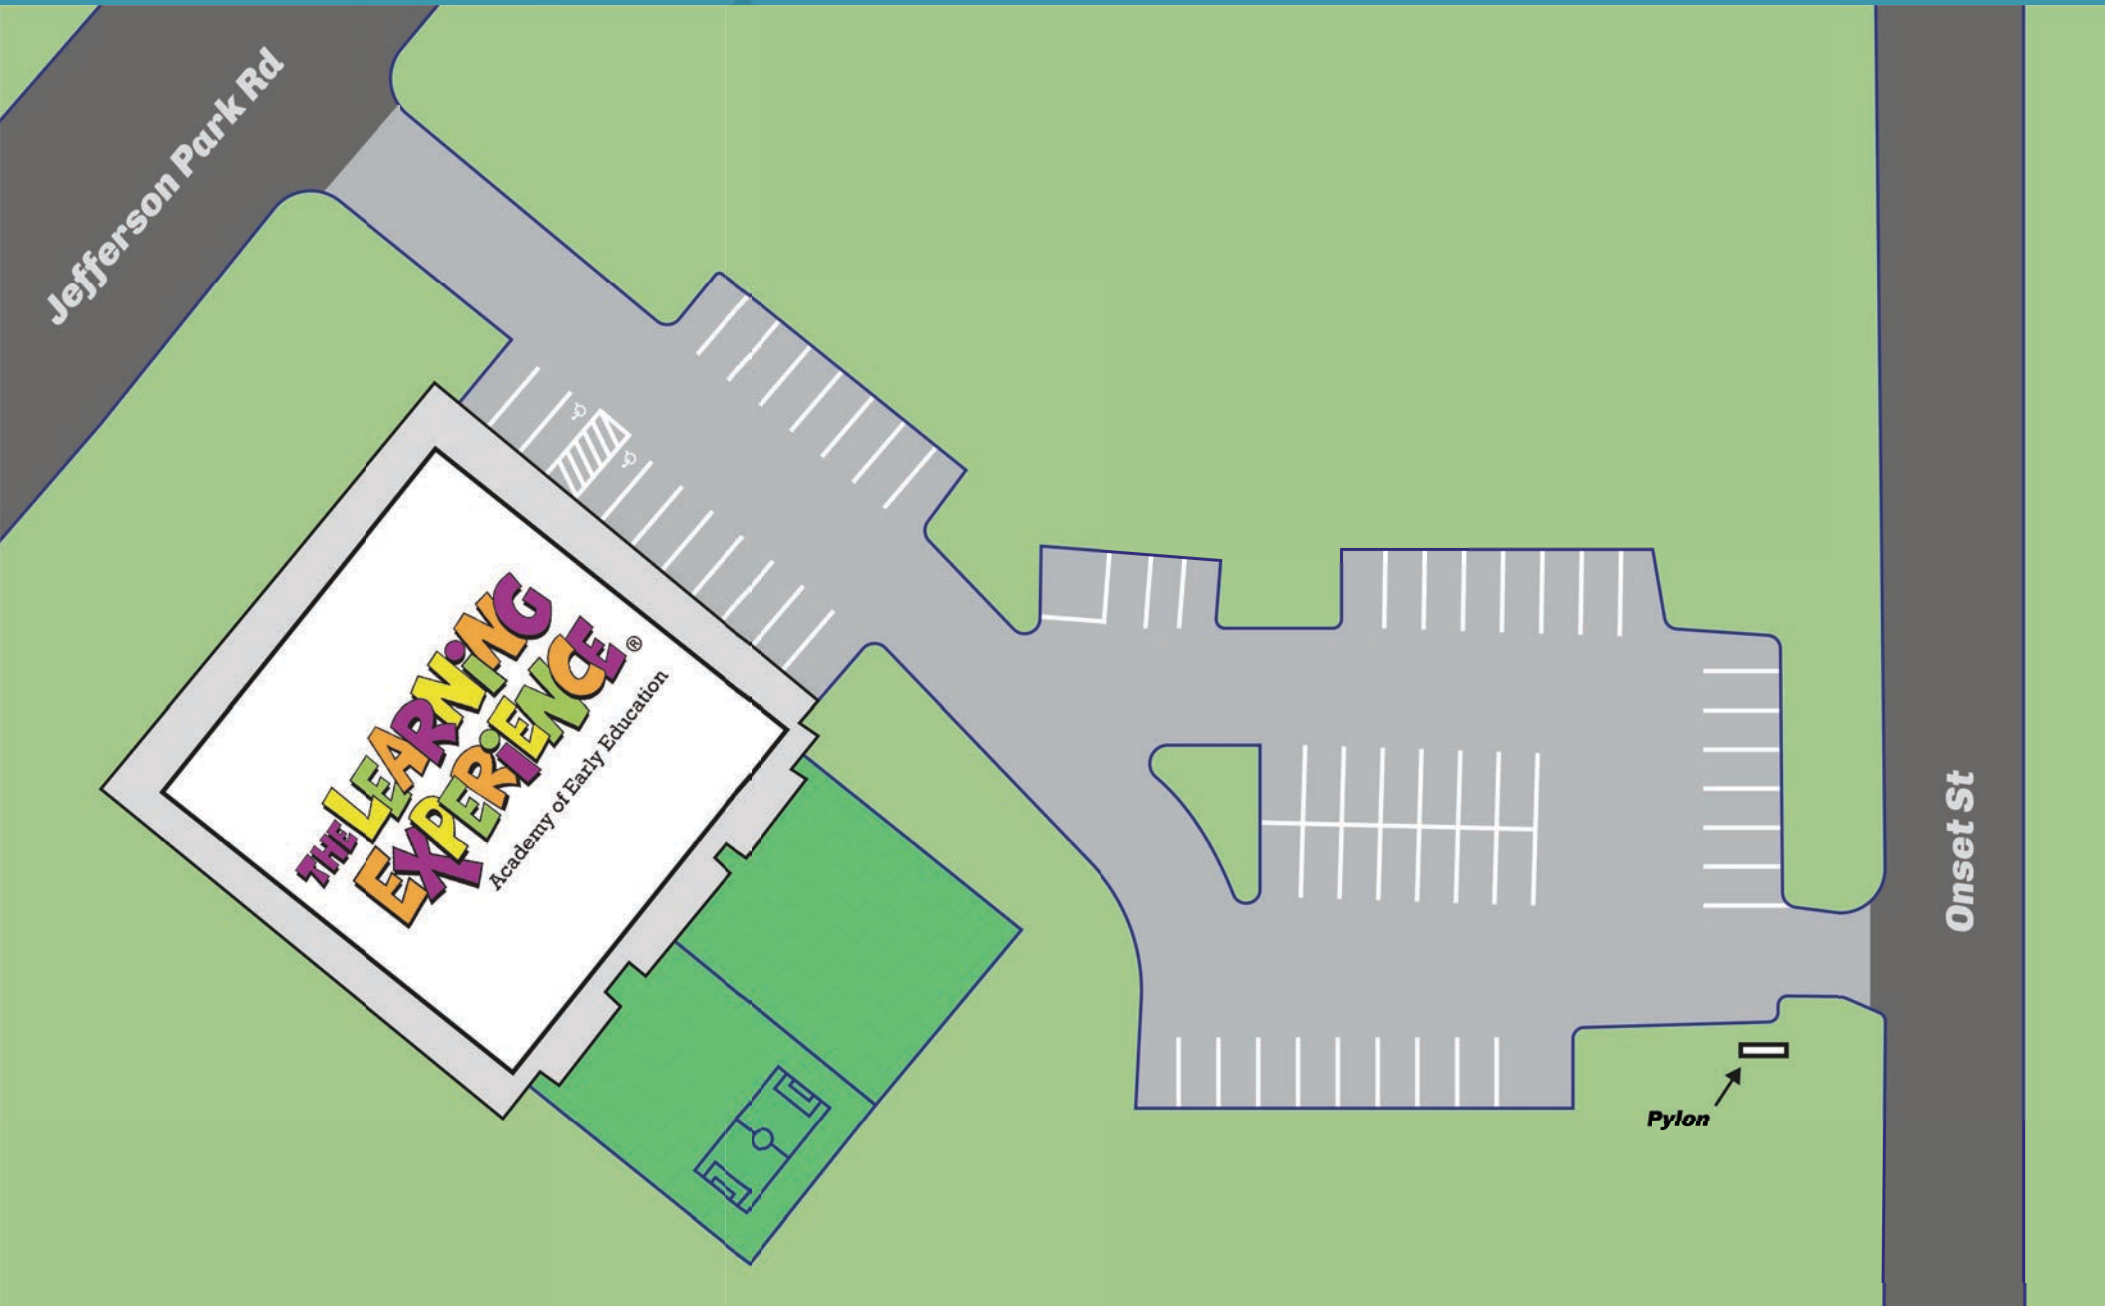 Jefferson Park Rd
THE LEARNING
EXPERIENCE®
Academy of Early Education
Onset St
Pylon